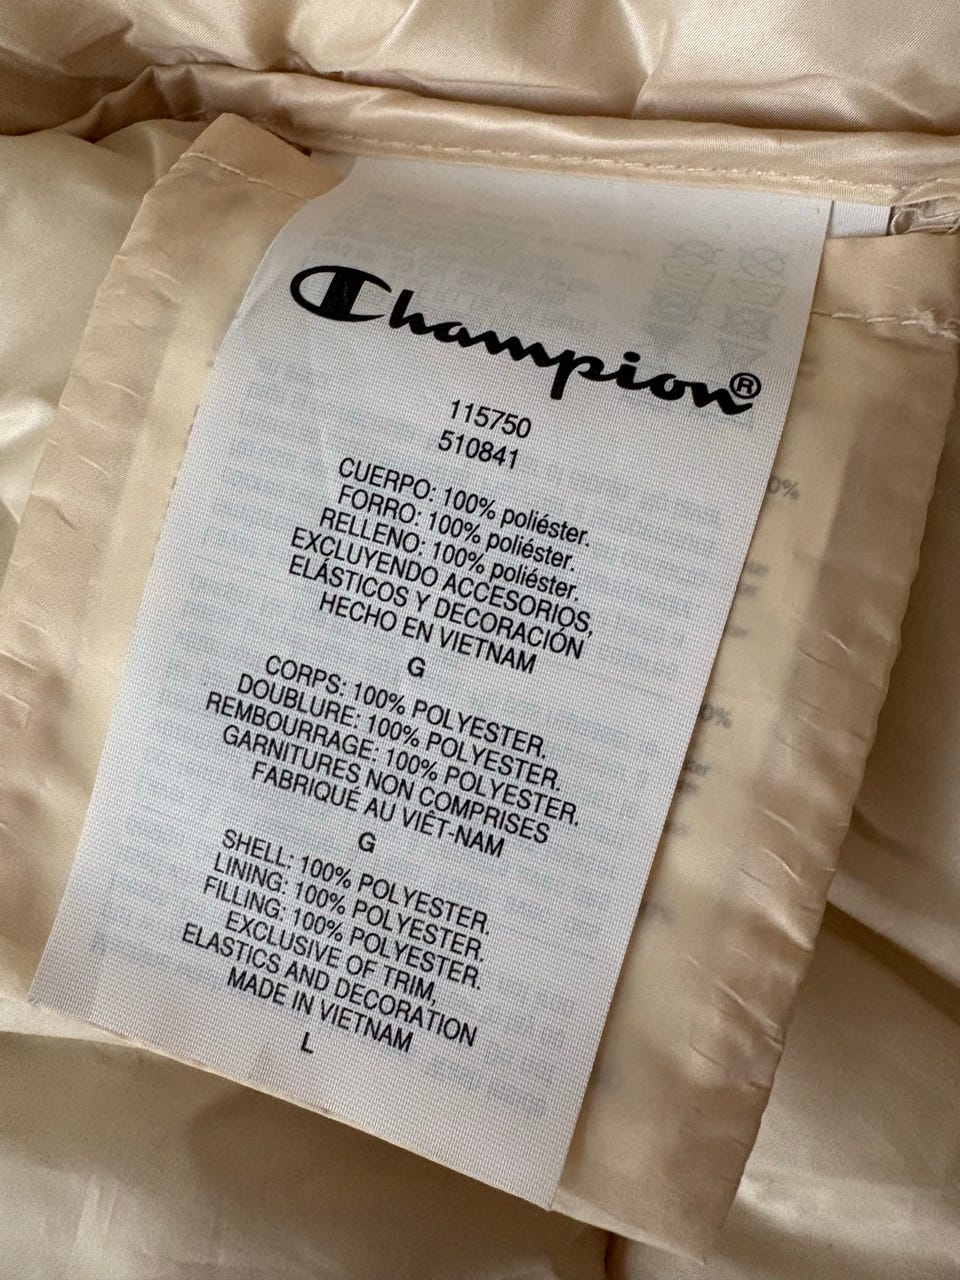 Champion®
115750
510841
CUERPO: 100% poliéster.
FORRO: 100% poliéster.
RELLENO: 100% poliéster.
EXCLUYENDO ACCESORIOS,
ELÁSTICOS Y DECORACIÓN
HECHO EN VIETNAM
G
CORPS: 100% POLYESTER.
DOUBLURE: 100% POLYESTER.
REMBOURRAGE: 100% POLYESTER.
GARNITURES NON COMPRISES
FABRIQUÉ AU VIÊT-NAM
G
SHELL: 100% POLYESTER.
LINING: 100% POLYESTER.
FILLING: 100% POLYESTER.
EXCLUSIVE OF TRIM,
ELASTICS AND DECORATION
MADE IN VIETNAM
L